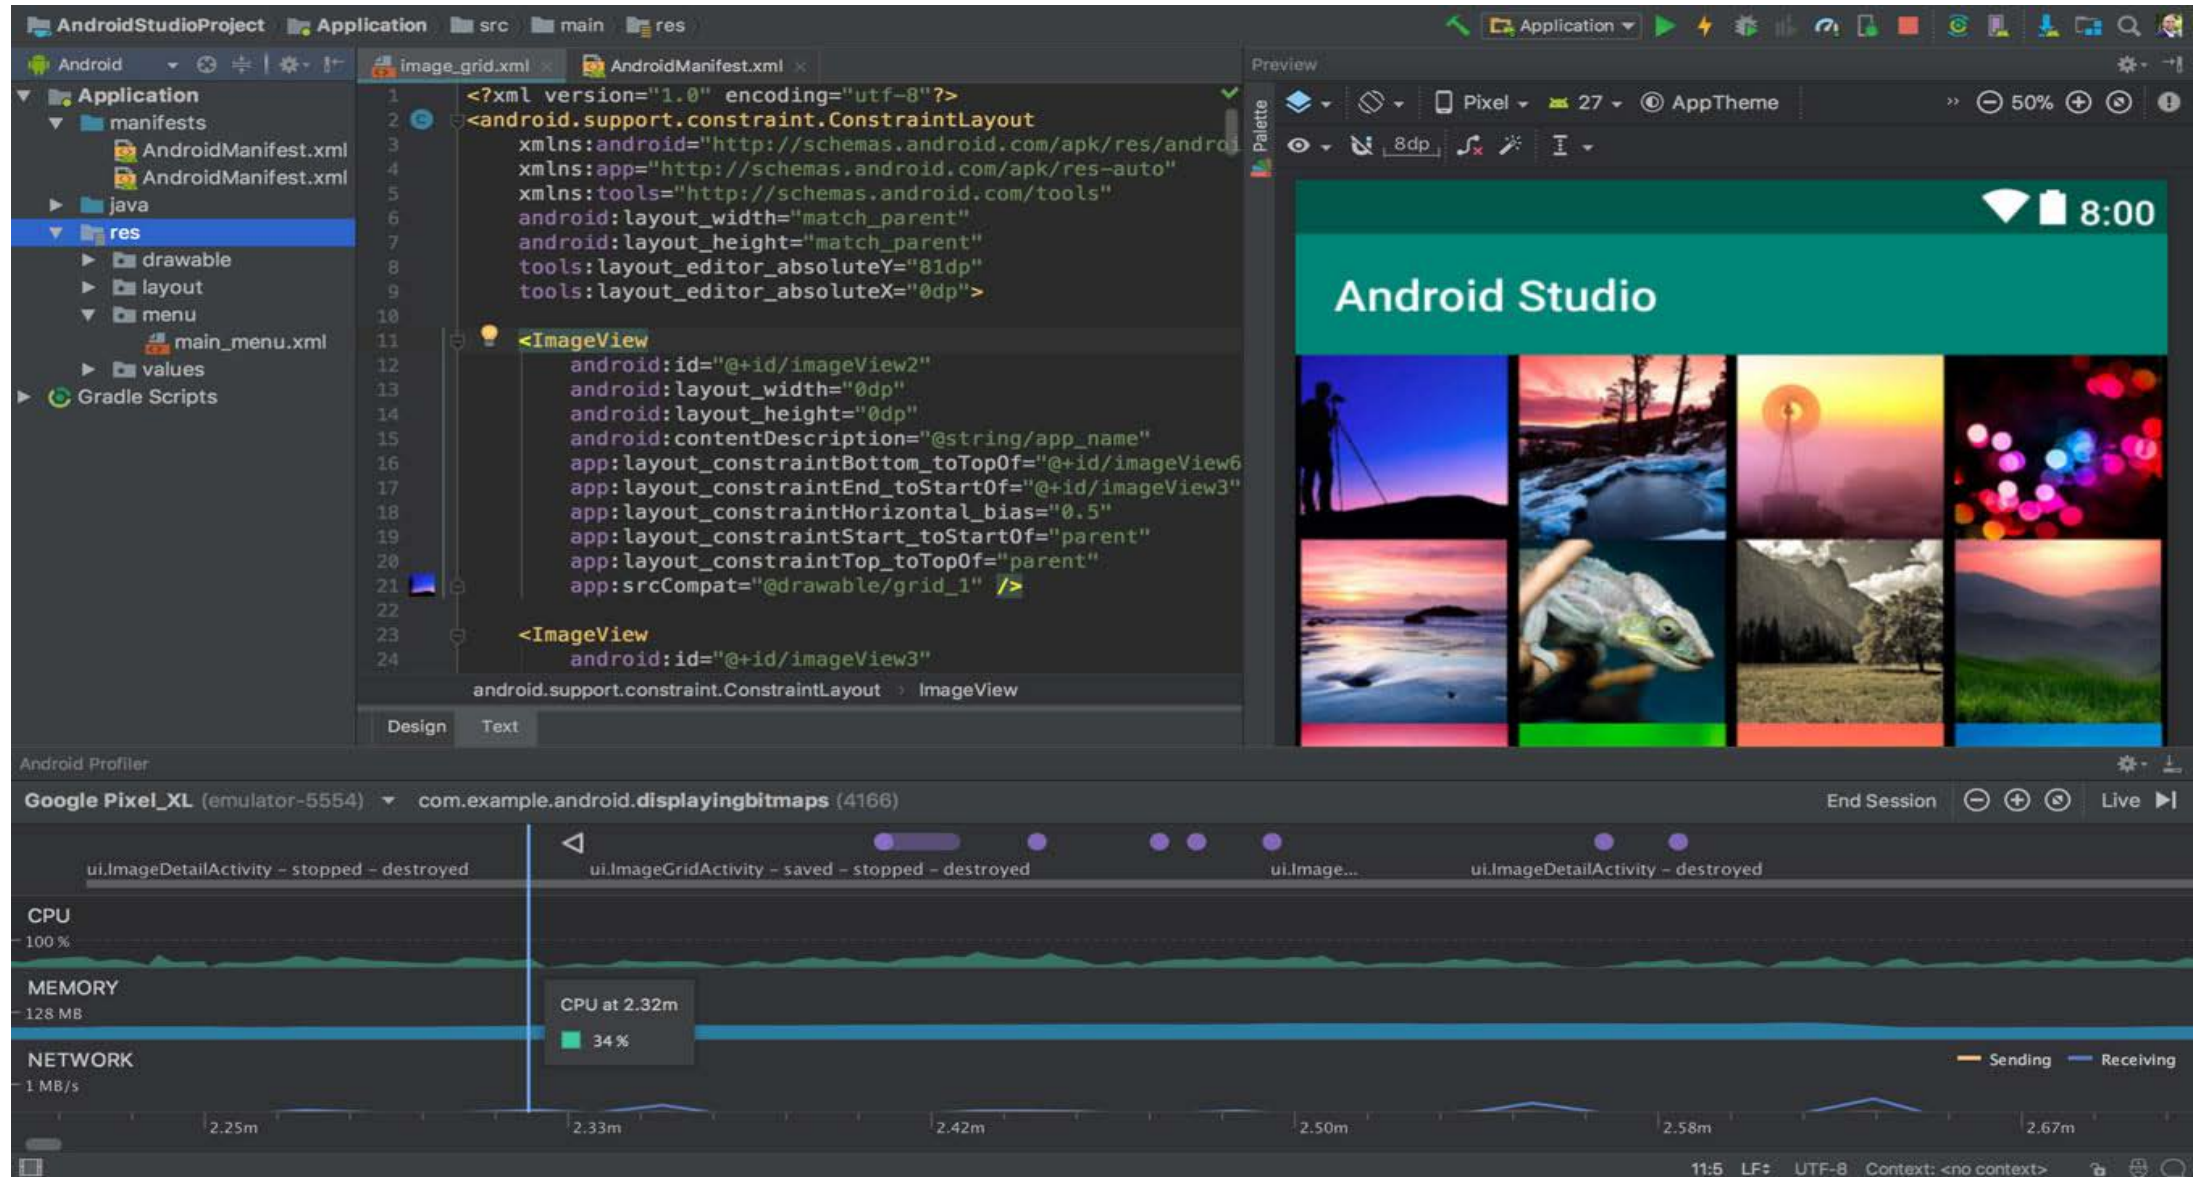 AndroidStudioProject Application src main res Application
Android
Application
manifests
AndroidManifest.xml
AndroidManifest.xml
java
res
drawable
layout
menu
main_menu.xml
values
Gradle Scripts
image_grid.xml AndroidManifest.xml
1 <?xml version="1.0" encoding="utf-8"?>
2 <android.support.constraint.ConstraintLayout
3 xmlns:android="http://schemas.android.com/apk/res/androi
4 xmlns:app="http://schemas.android.com/apk/res-auto"
5 xmlns:tools="http://schemas.android.com/tools"
6 android:layout_width="match_parent"
7 android:layout_height="match_parent"
8 tools:layout_editor_absoluteY="81dp"
9 tools:layout_editor_absoluteX="0dp">
10
11 <ImageView
12 android:id="@+id/imageView2"
13 android:layout_width="0dp"
14 android:layout_height="0dp"
15 android:contentDescription="@string/app_name"
16 app:layout_constraintBottom_toTopOf="@+id/imageView6
17 app:layout_constraintEnd_toStartOf="@+id/imageView3"
18 app:layout_constraintHorizontal_bias="0.5"
19 app:layout_constraintStart_toStartOf="parent"
20 app:layout_constraintTop_toTopOf="parent"
21 app:srcCompat="@drawable/grid_1" />
22
23 <ImageView
24 android:id="@+id/imageView3"
android.support.constraint.ConstraintLayout › ImageView
Design Text
Preview
Palette
Pixel 27 AppTheme » 50%
8dp
8:00
Android Studio
Android Profiler
Google Pixel_XL (emulator-5554) com.example.android.displayingbitmaps (4166) End Session Live
ui.ImageDetailActivity – stopped – destroyed ui.ImageGridActivity – saved – stopped – destroyed ui.Image... ui.ImageDetailActivity – destroyed
CPU
100 %
MEMORY
128 MB
CPU at 2.32m
34 %
NETWORK
1 MB/s
Sending Receiving
2.25m 2.33m 2.42m 2.50m 2.58m 2.67m
11:5 LF UTF-8 Context: <no context>